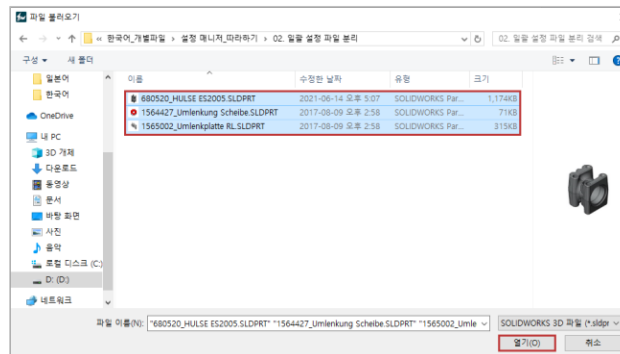 파일 불러오기
« 한국어_개별파일 › 설정 매니저_따라하기 › 02. 일괄 설정 파일 분리
02. 일괄 설정 파일 분리 검색
구성 새 폴더
이름 수정한 날짜 유형 크기
일본어
한국어
OneDrive
내 PC
3D 개체
다운로드
동영상
문서
바탕 화면
사진
음악
로컬 디스크 (C:)
D: (D:)
네트워크
680520_HULSE ES2005.SLDPRT 2021-06-14 오후 5:07 SOLIDWORKS Par... 1,174KB
1564427_Umlenkung Scheibe.SLDPRT 2017-08-09 오후 2:58 SOLIDWORKS Par... 71KB
1565002_Umlenkplatte RL.SLDPRT 2017-08-09 오후 2:58 SOLIDWORKS Par... 315KB
파일 이름(N): "680520_HULSE ES2005.SLDPRT" "1564427_Umlenkung Scheibe.SLDPRT" "1565002_Umle
SOLIDWORKS 3D 파일 (*.sldpr
열기(O) 취소